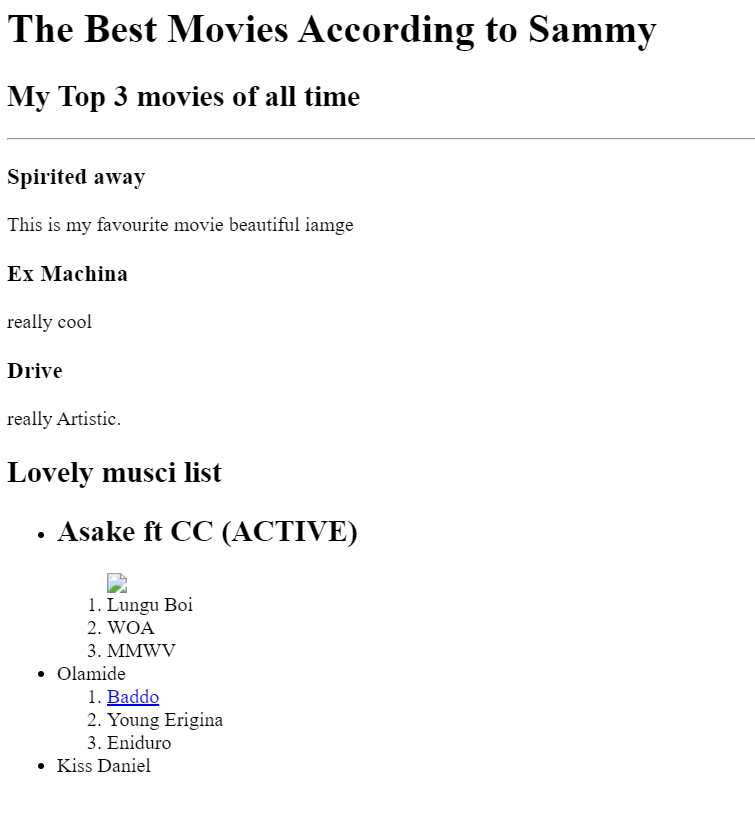 The Best Movies According to Sammy
My Top 3 movies of all time
Spirited away
This is my favourite movie beautiful iamge
Ex Machina
really cool
Drive
really Artistic.
Lovely musci list
• Asake ft CC (ACTIVE)
1. Lungu Boi
2. WOA
3. MMWV
• Olamide
1. Baddo
2. Young Erigina
3. Eniduro
• Kiss Daniel